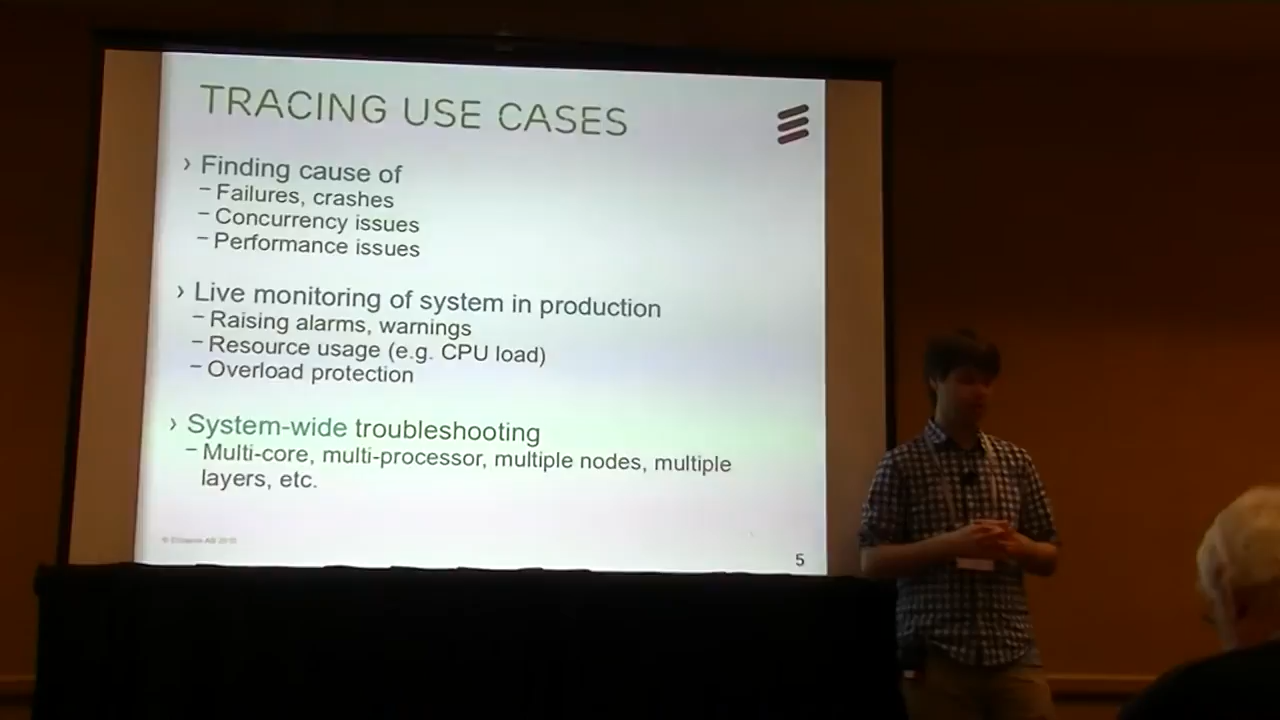 TRACING USE CASES
› Finding cause of
– Failures, crashes
– Concurrency issues
– Performance issues
› Live monitoring of system in production
– Raising alarms, warnings
– Resource usage (e.g. CPU load)
– Overload protection
› System-wide troubleshooting
– Multi-core, multi-processor, multiple nodes, multiple
layers, etc.
5